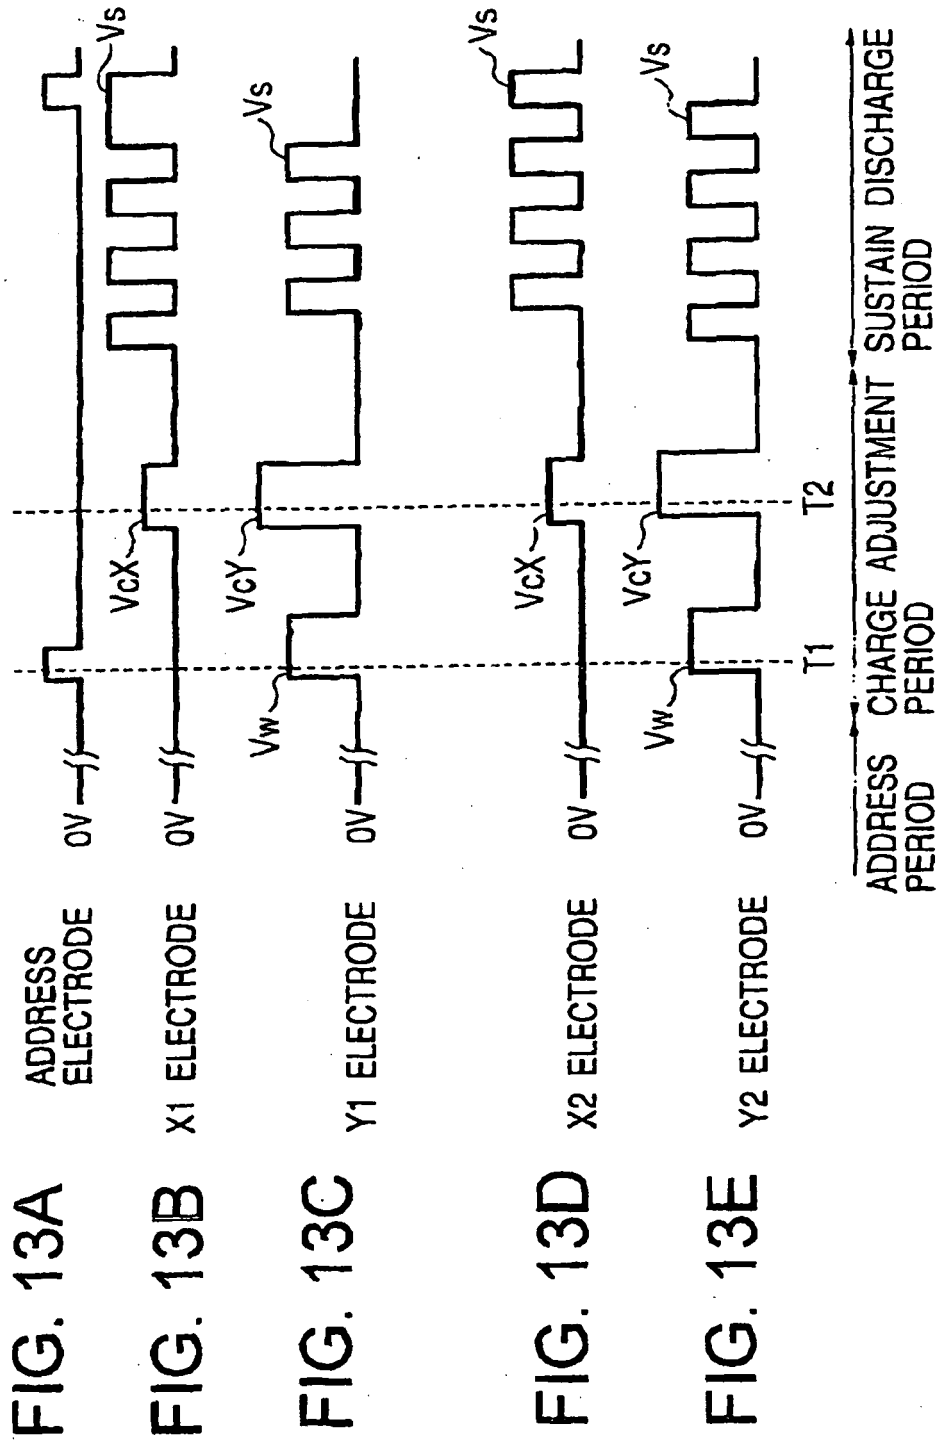 FIG. 13A
ADDRESS
ELECTRODE
0V
FIG. 13B
X1 ELECTRODE
0V
VcX
Vs
FIG. 13C
Y1 ELECTRODE
0V
Vw
VcY
Vs
FIG. 13D
X2 ELECTRODE
0V
VcX
Vs
FIG. 13E
Y2 ELECTRODE
0V
Vw
VcY
Vs
T1
T2
ADDRESS
PERIOD
CHARGE ADJUSTMENT
PERIOD
SUSTAIN DISCHARGE
PERIOD